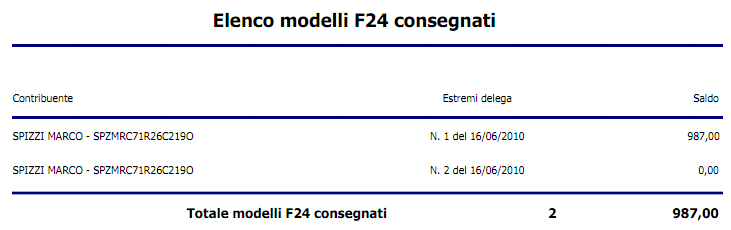 Elenco modelli F24 consegnati
Contribuente Estremi delega Saldo
SPIZZI MARCO - SPZMRC71R26C219O N. 1 del 16/06/2010 987,00
SPIZZI MARCO - SPZMRC71R26C219O N. 2 del 16/06/2010 0,00
Totale modelli F24 consegnati 2 987,00